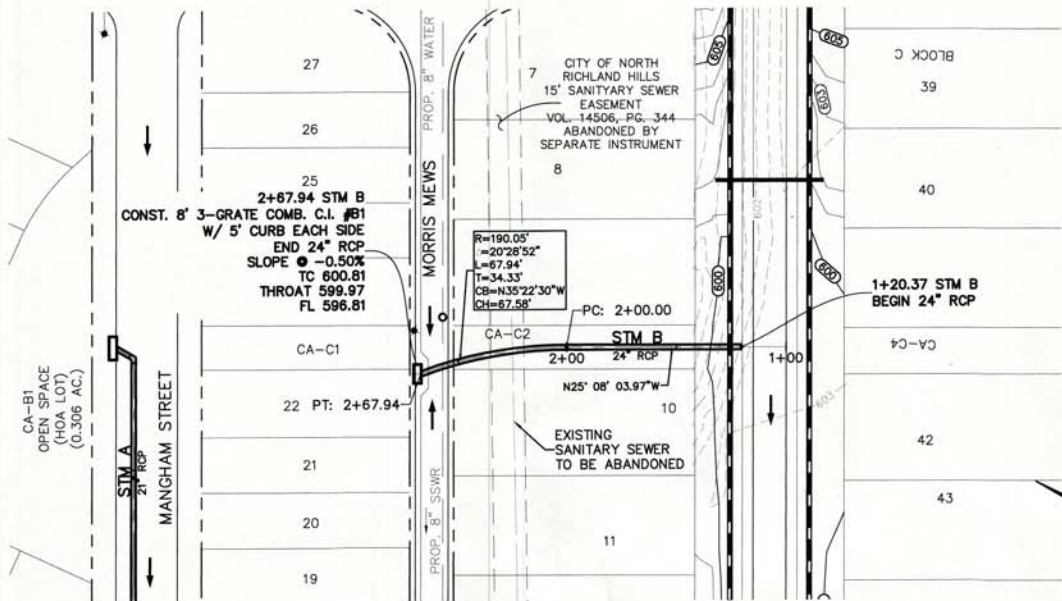 27
26
25
2+67.94 STM B
CONST. 8' 3-GRATE COMB. C.I. #B1
W/ 5' CURB EACH SIDE
END 24" RCP
SLOPE @ -0.50%
TC 600.81
THROAT 599.97
FL 596.81
CA-C1
22
PT: 2+67.94
21
20
19
CA-B1
OPEN SPACE
(HOA LOT)
(0.306 AC.)
STM A
21" RCP
MANGHAM STREET
PROP. 8" WATER
MORRIS MEWS
PROP. 8" SSWR
7
CITY OF NORTH
RICHLAND HILLS
15' SANITYARY SEWER
EASEMENT
VOL. 14506, PG. 344
ABANDONED BY
SEPARATE INSTRUMENT
8
R=190.05'
=20°28'52"
L=67.94'
T=34.33'
CB=N35°22'30"W
CH=67.58'
CA-C2
PC: 2+00.00
STM B
2+00
24" RCP
1+00
N25° 08' 03.97"W
10
EXISTING
SANITARY SEWER
TO BE ABANDONED
11
605
605
603
602
600
600
603
1+20.37 STM B
BEGIN 24" RCP
BLOCK C
39
40
CA-C4
42
43